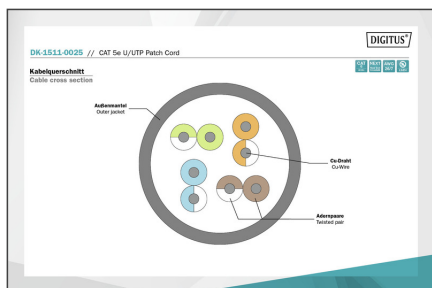 DIGITUS®
DK-1511-0025 // CAT 5e U/UTP Patch Cord
Kabelquerschnitt
Cable cross section
Außenmantel
Outer jacket
Cu-Draht
Cu-Wire
Adernpaare
Twisted pair